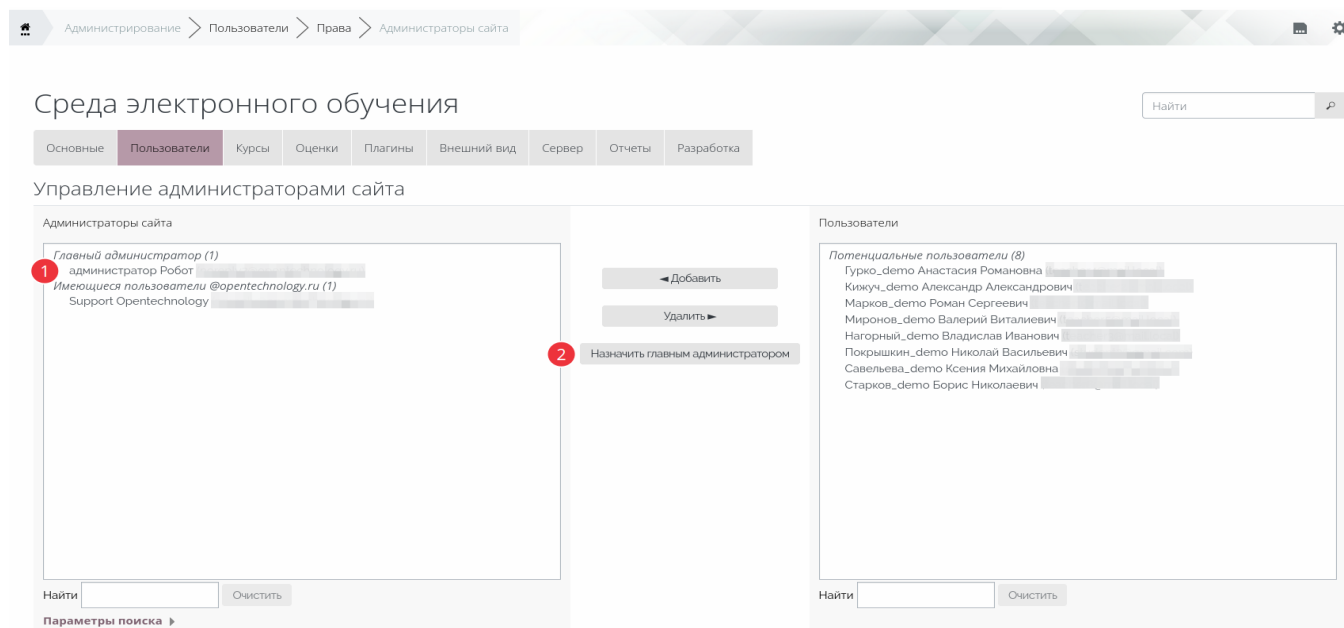 Администрирование Пользователи Права Администраторы сайта
Среда электронного обучения
Найти
Основные Пользователи Курсы Оценки Плагины Внешний вид Сервер Отчеты Разработка
Управление администраторами сайта
Администраторы сайта
Главный администратор (1)
1
администратор Робот
Имеющиеся пользователи @opentechnology.ru (1)
Support Opentechnology
Найти Очистить
Параметры поиска ▶
◄ Добавить
Удалить ►
2 Назначить главным администратором
Пользователи
Потенциальные пользователи (8)
Гурко_demo Анастасия Романовна
Кижуч_demo Александр Александрович
Марков_demo Роман Сергеевич
Миронов_demo Валерий Виталиевич
Нагорный_demo Владислав Иванович
Покрышкин_demo Николай Васильевич
Савельева_demo Ксения Михайловна
Старков_demo Борис Николаевич
Найти Очистить